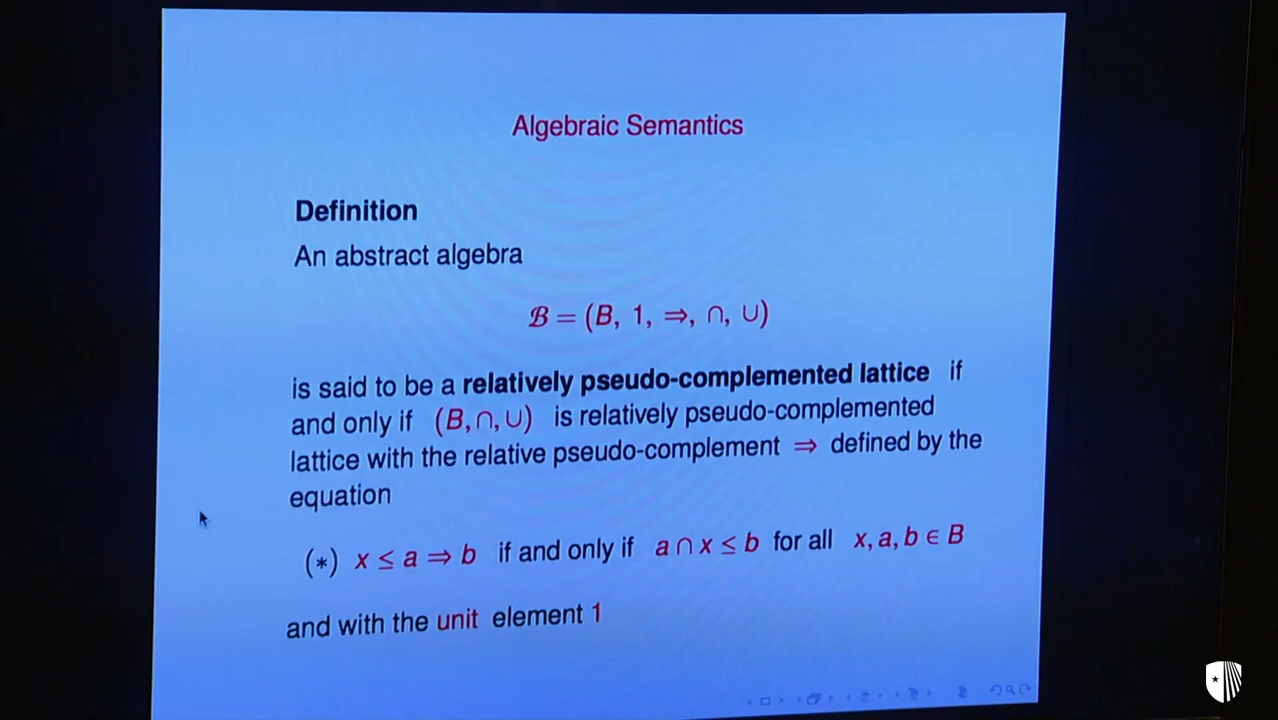 Algebraic Semantics
Definition
An abstract algebra
ℬ = (B, 1, ⇒, ∩, ∪)
is said to be a relatively pseudo-complemented lattice if
and only if (B, ∩, ∪) is relatively pseudo-complemented
lattice with the relative pseudo-complement ⇒ defined by the
equation
(∗) x ≤ a ⇒ b if and only if a ∩ x ≤ b for all x, a, b ∈ B
and with the unit element 1